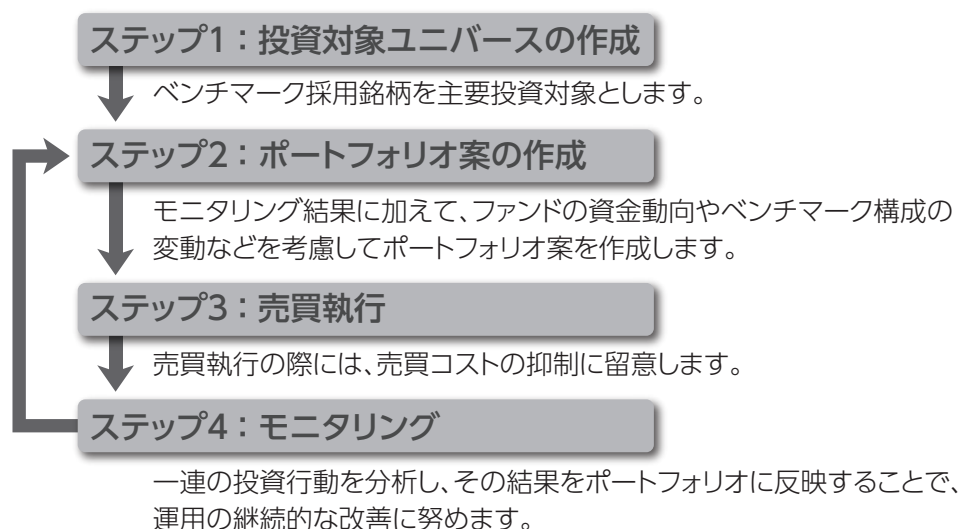 ステップ1：投資対象ユニバースの作成
ベンチマーク採用銘柄を主要投資対象とします。
ステップ2：ポートフォリオ案の作成
モニタリング結果に加えて、ファンドの資金動向やベンチマーク構成の
変動などを考慮してポートフォリオ案を作成します。
ステップ3：売買執行
売買執行の際には、売買コストの抑制に留意します。
ステップ4：モニタリング
一連の投資行動を分析し、その結果をポートフォリオに反映することで、
運用の継続的な改善に努めます。